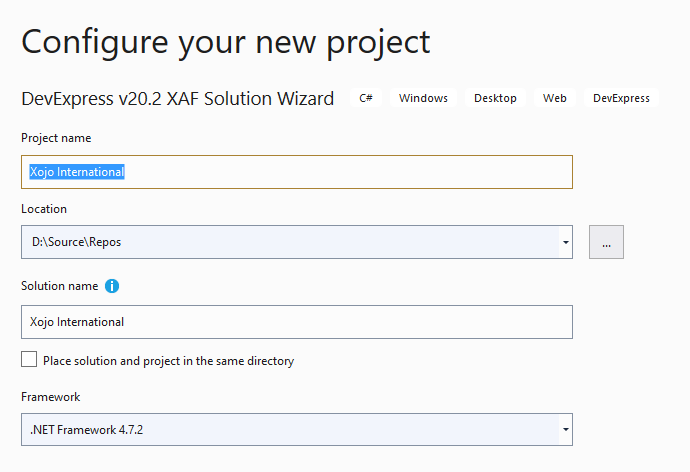 Configure your new project
DevExpress v20.2 XAF Solution Wizard C# Windows Desktop Web DevExpress
Project name
Xojo International
Location
D:\Source\Repos ...
Solution name i
Xojo International
Place solution and project in the same directory
Framework
.NET Framework 4.7.2